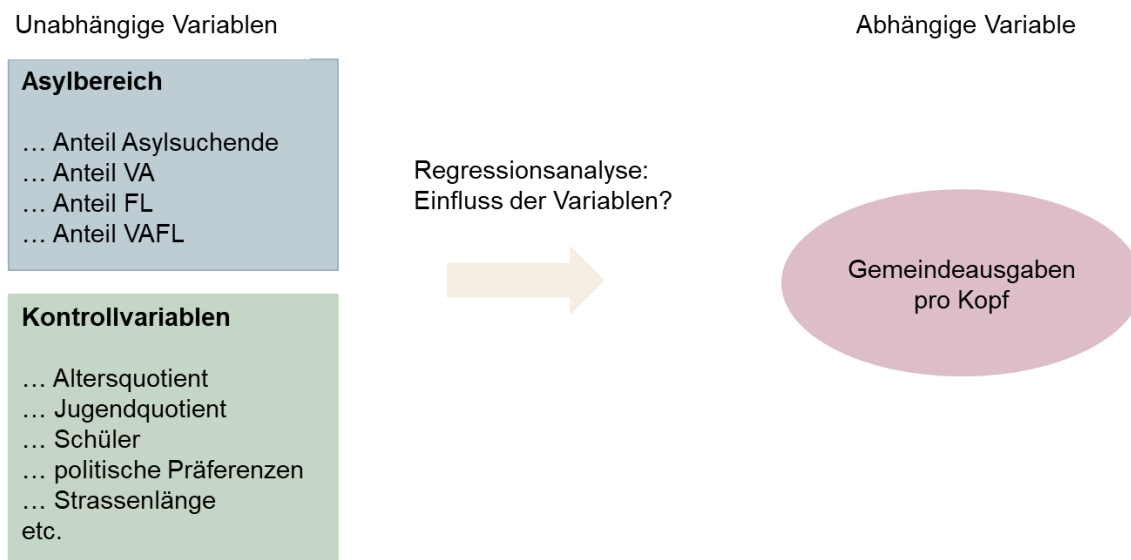 Unabhängige Variablen
Abhängige Variable
Asylbereich
… Anteil Asylsuchende
… Anteil VA
… Anteil FL
… Anteil VAFL
Regressionsanalyse:
Einfluss der Variablen?
Gemeindeausgaben
pro Kopf
Kontrollvariablen
… Altersquotient
… Jugendquotient
… Schüler
… politische Präferenzen
… Strassenlänge
etc.